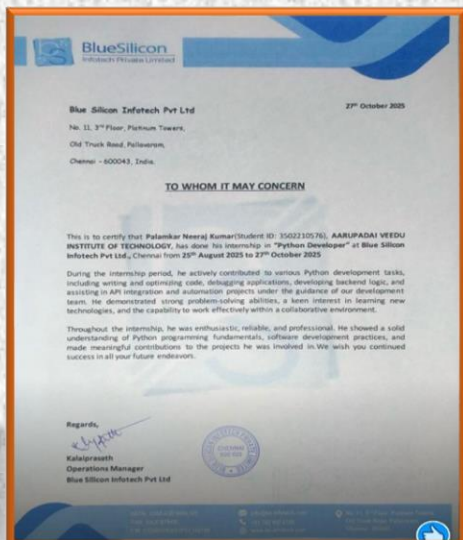 BlueSilicon
Infotech Private Limited
27th October 2025
Blue Silicon Infotech Pvt Ltd
No. 11, 3rd Floor, Platinum Towers,
Old Truck Road, Pallavaram,
Chennai - 600043, India.
TO WHOM IT MAY CONCERN
This is to certify that Palamkar Neeraj Kumar(Student ID: 3502210576), AARUPADAI VEEDU
INSTITUTE OF TECHNOLOGY, has done his internship in "Python Developer" at Blue Silicon
Infotech Pvt Ltd., Chennai from 25th August 2025 to 27th October 2025
During the internship period, he actively contributed to various Python development tasks,
including writing and optimizing code, debugging applications, developing backend logic, and
assisting in API integration and automation projects under the guidance of our development
team. He demonstrated strong problem-solving abilities, a keen interest in learning new
technologies, and the capability to work effectively within a collaborative environment.
Throughout the internship, he was enthusiastic, reliable, and professional. He showed a solid
understanding of Python programming fundamentals, software development practices, and
made meaningful contributions to the projects he was involved in.We wish you continued
success in all your future endeavors.
Regards,
Kalaiprasath
Operations Manager
Blue Silicon Infotech Pvt Ltd